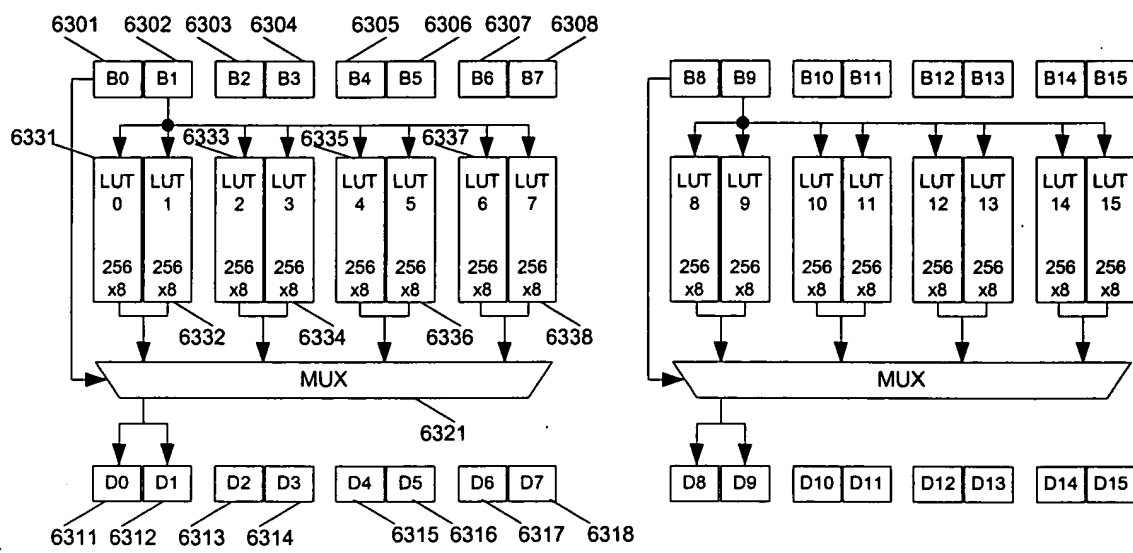 6301 6302 6303 6304 6305 6306 6307 6308
B0 B1 B2 B3 B4 B5 B6 B7 B8 B9 B10 B11 B12 B13 B14 B15
6331 6333 6335 6337
LUT LUT LUT LUT LUT LUT LUT LUT LUT LUT LUT LUT LUT LUT LUT LUT
0 1 2 3 4 5 6 7 8 9 10 11 12 13 14 15
256 256 256 256 256 256 256 256 256 256 256 256 256 256 256 256
x8 x8 x8 x8 x8 x8 x8 x8 x8 x8 x8 x8 x8 x8 x8 x8
6332 6334 6336 6338
MUX MUX
6321
D0 D1 D2 D3 D4 D5 D6 D7 D8 D9 D10 D11 D12 D13 D14 D15
6311 6312 6313 6314 6315 6316 6317 6318